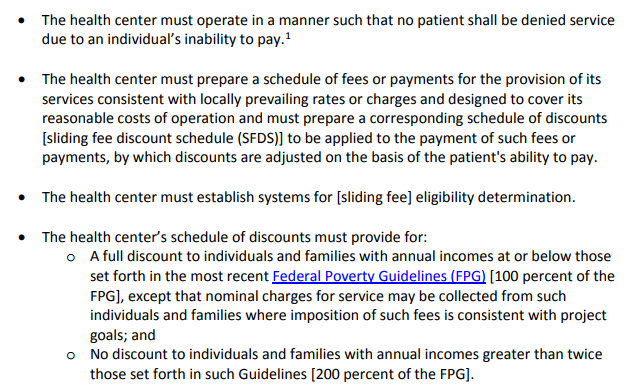 • The health center must operate in a manner such that no patient shall be denied service
due to an individual’s inability to pay.¹
• The health center must prepare a schedule of fees or payments for the provision of its
services consistent with locally prevailing rates or charges and designed to cover its
reasonable costs of operation and must prepare a corresponding schedule of discounts
[sliding fee discount schedule (SFDS)] to be applied to the payment of such fees or
payments, by which discounts are adjusted on the basis of the patient's ability to pay.
• The health center must establish systems for [sliding fee] eligibility determination.
• The health center’s schedule of discounts must provide for:
o A full discount to individuals and families with annual incomes at or below those
set forth in the most recent Federal Poverty Guidelines (FPG) [100 percent of the
FPG], except that nominal charges for service may be collected from such
individuals and families where imposition of such fees is consistent with project
goals; and
o No discount to individuals and families with annual incomes greater than twice
those set forth in such Guidelines [200 percent of the FPG].